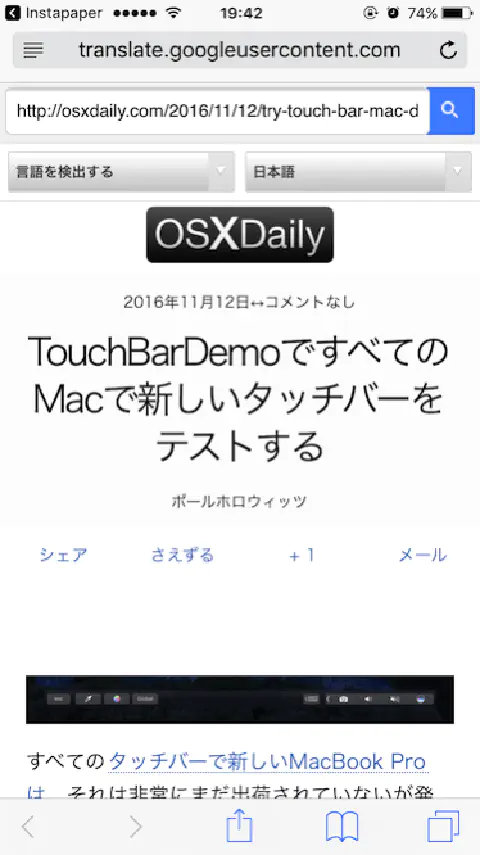 Instapaper 19:42 74%
translate.googleusercontent.com
http://osxdaily.com/2016/11/12/try-touch-bar-mac-d
言語を検出する 日本語
OSXDaily
2016年11月12日↔コメントなし
TouchBarDemoですべての
Macで新しいタッチバーを
テストする
ポールホロウィッツ
シェア さえずる + 1 メール
esc
すべてのタッチバーで新しいMacBook Pro
は、それは非常にまだ出荷されていないが発